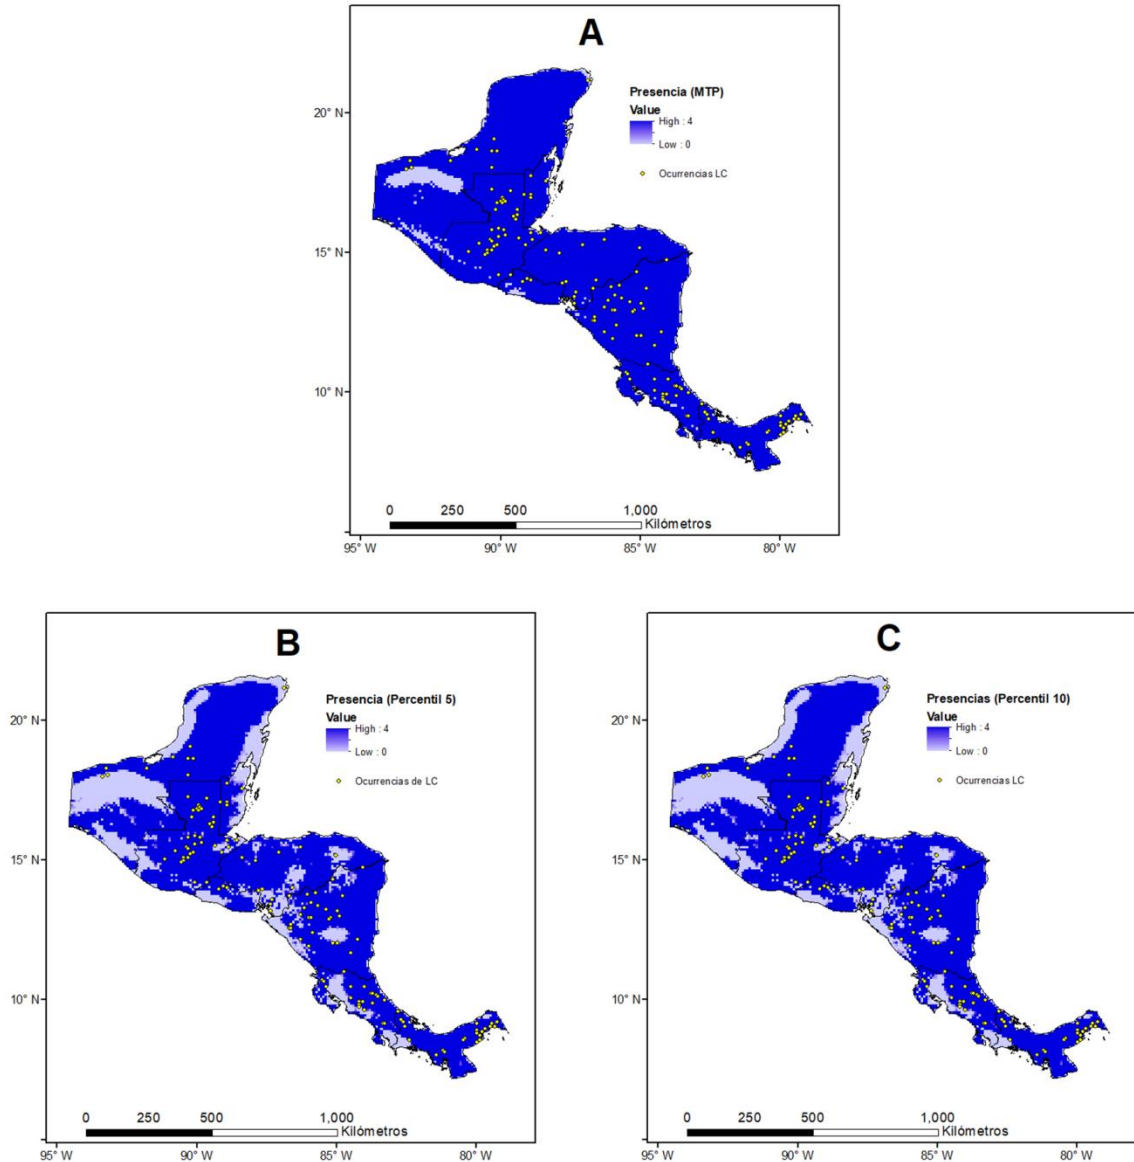 A
Presencia (MTP)
Value
High : 4
Low : 0
Ocurrencias LC
20° N
15° N
10° N
0 250 500 1,000
Kilómetros
95° W 90° W 85° W 80° W
B
Presencia (Percentil 5)
Value
High : 4
Low : 0
Ocurrencias de LC
20° N
15° N
10° N
0 250 500 1,000
Kilómetros
95° W 90° W 85° W 80° W
C
Presencias (Percentil 10)
Value
High : 4
Low : 0
Ocurrencias LC
20° N
15° N
10° N
0 250 500 1,000
Kilómetros
95° W 90° W 85° W 80° W